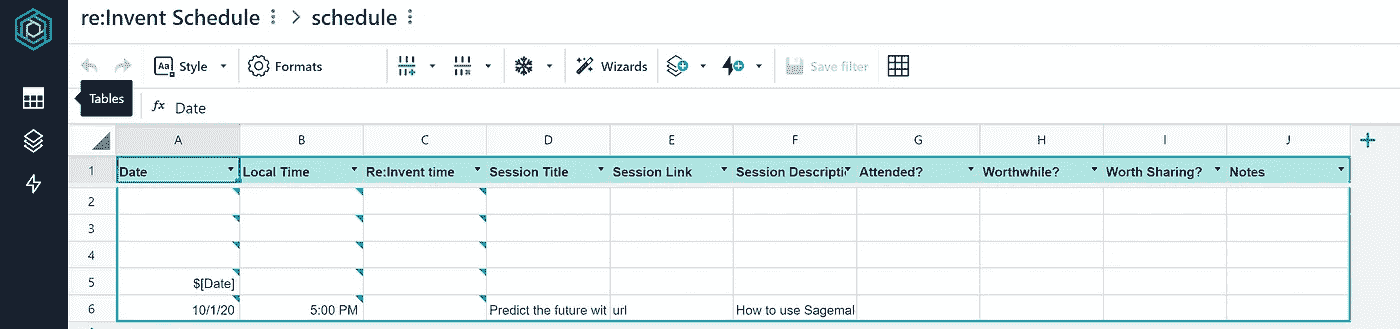 re:Invent Schedule > schedule
Style Formats Wizards Save filter
Tables
fx Date
A B C D E F G H I J
1 Date Local Time Re:Invent time Session Title Session Link Session Descripti Attended? Worthwhile? Worth Sharing? Notes
2
3
4
5 $[Date]
6 10/1/20 5:00 PM Predict the future wit url How to use Sagemal